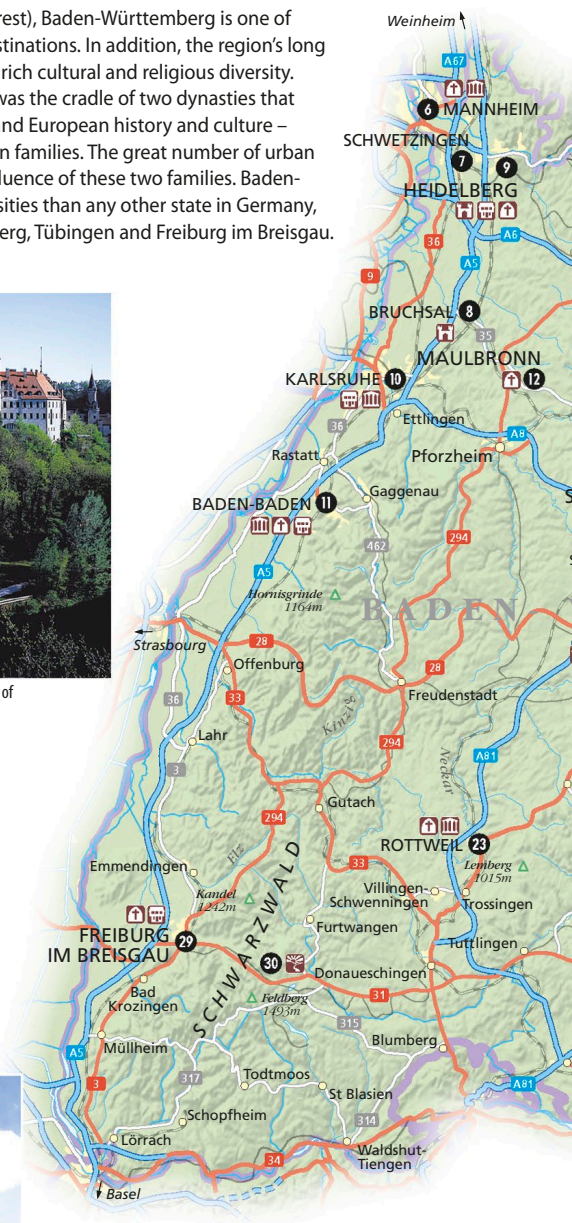 rest), Baden-Württemberg is one of
stinations. In addition, the region's long
rich cultural and religious diversity.
was the cradle of two dynasties that
nd European history and culture –
n families. The great number of urban
luence of these two families. Baden-
sities than any other state in Germany,
erg, Tübingen and Freiburg im Breisgau.
of
Weinheim
A67
6
MANNHEIM
SCHWETZINGEN
7
9
HEIDELBERG
A6
36
A5
9
BRUCHSAL 8
35
MAULBRONN
KARLSRUHE 10
12
Ettlingen
36
A8
Rastatt
Pforzheim
S
BADEN-BADEN 11
Gaggenau
462
294
A5
Hornisgrinde
1164m
BADEN
Strasbourg
28
Offenburg
28
33
36
Freudenstadt
Kinzig
Lahr
294
Neckar
A81
3
Gutach
294
ROTTWEIL 23
Elz
33
Lemberg
1015m
Emmendingen
Kandel
1242m
Villingen-
Schwenningen
Trossingen
SCHWARZWALD
Furtwangen
FREIBURG
IM BREISGAU 29
Tuttlingen
30
Donaueschingen
Bad
Krozingen
31
Feldberg
1493m
315
Müllheim
Blumberg
A5
317
Todtmoos
A81
3
St Blasien
Schopfheim
314
Lörrach
Waldshut-
Tiengen
34
Basel